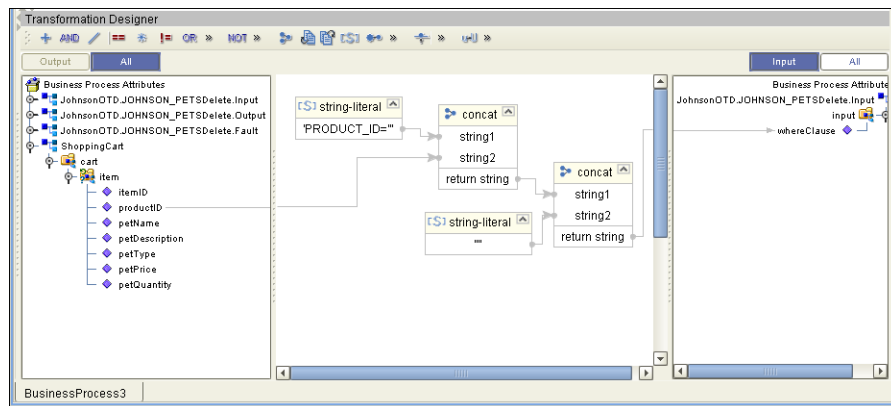 Transformation Designer
AND == != OR » NOT » [S] » » »
Output All Input All
Business Process Attributes
JohnsonOTD.JOHNSON_PETSDelete.Input
JohnsonOTD.JOHNSON_PETSDelete.Output
JohnsonOTD.JOHNSON_PETSDelete.Fault
ShoppingCart
cart
item
itemID
productID
petName
petDescription
petType
petPrice
petQuantity
[S] string-literal
'PRODUCT_ID='"
concat
string1
string2
return string
[S] string-literal
concat
string1
string2
return string
Business Process Attribute
JohnsonOTD.JOHNSON_PETSDelete.Input
input
whereClause
BusinessProcess3